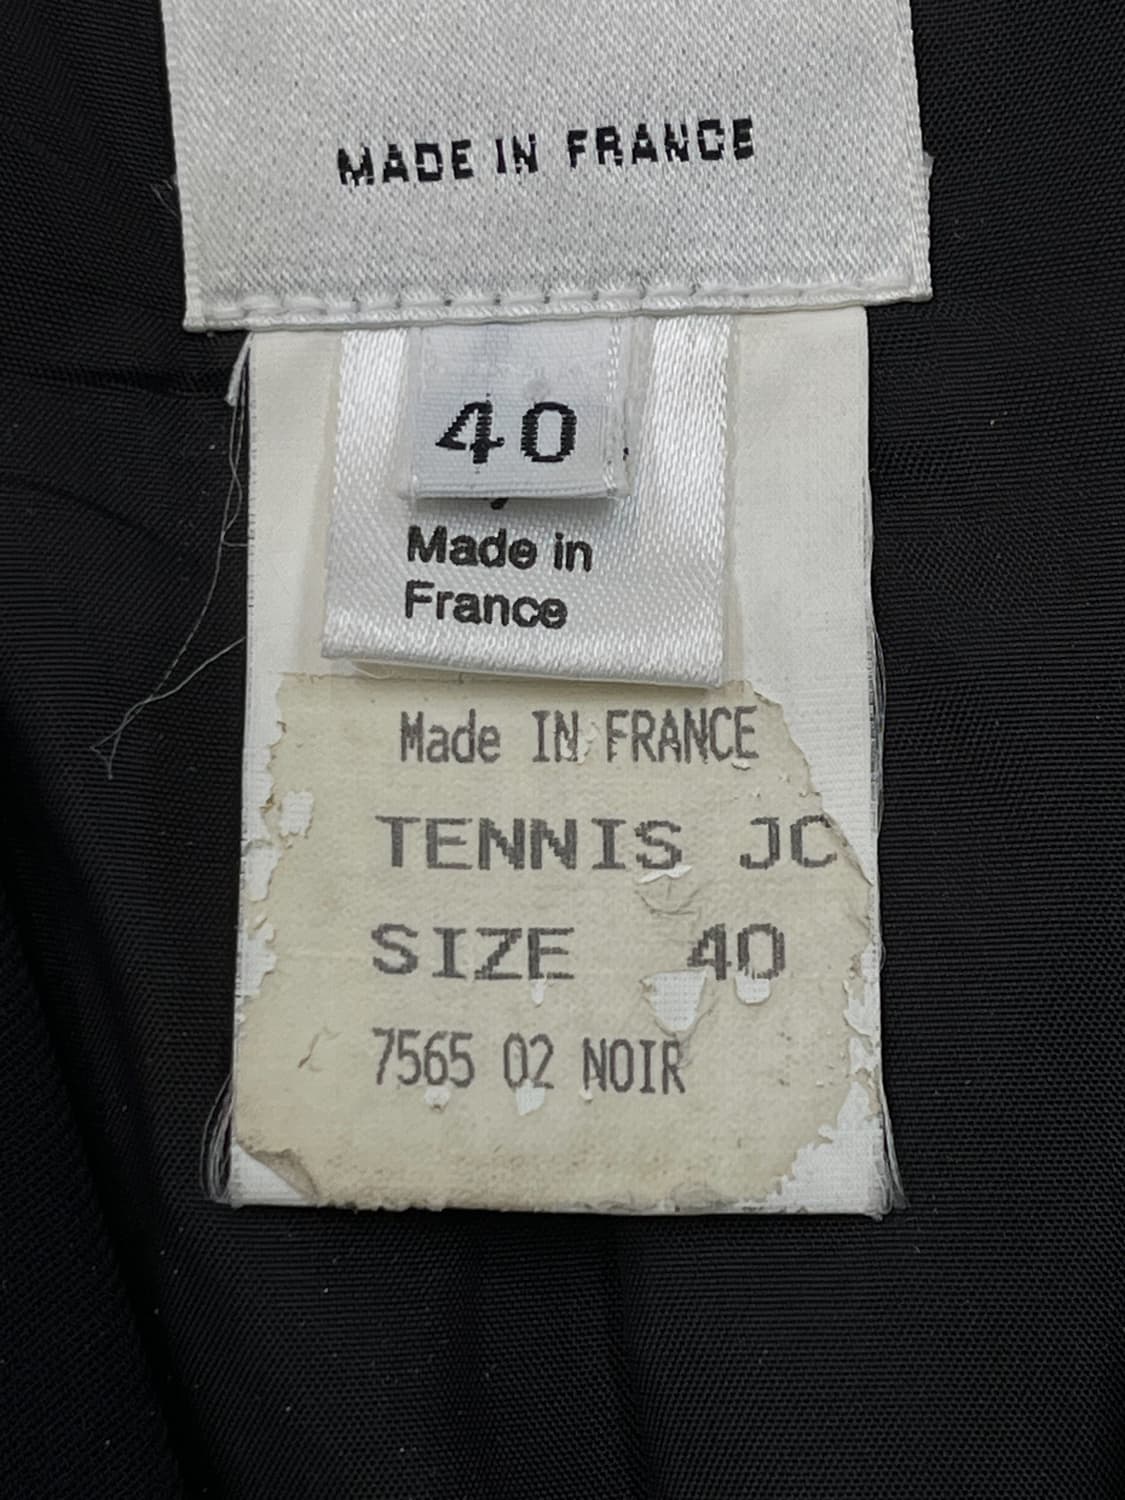 MADE IN FRANCE
40
Made in
France
Made IN FRANCE
TENNIS JC
SIZE 40
7565 02 NOIR